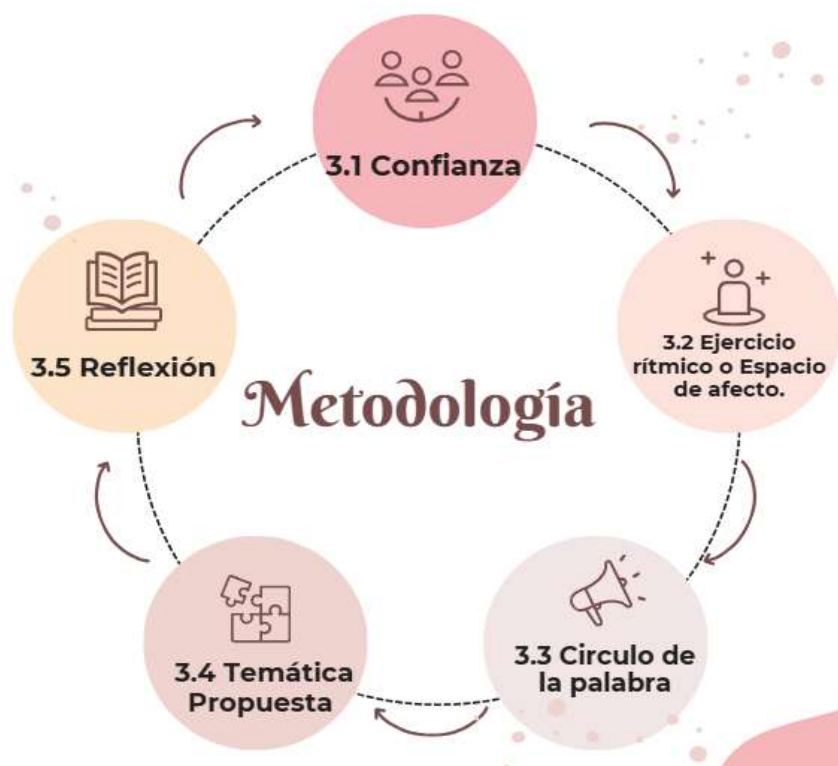 3.1 Confianza
3.2 Ejercicio
rítmico o Espacio
de afecto.
3.5 Reflexión
Metodología
3.3 Circulo de
la palabra
3.4 Temática
Propuesta